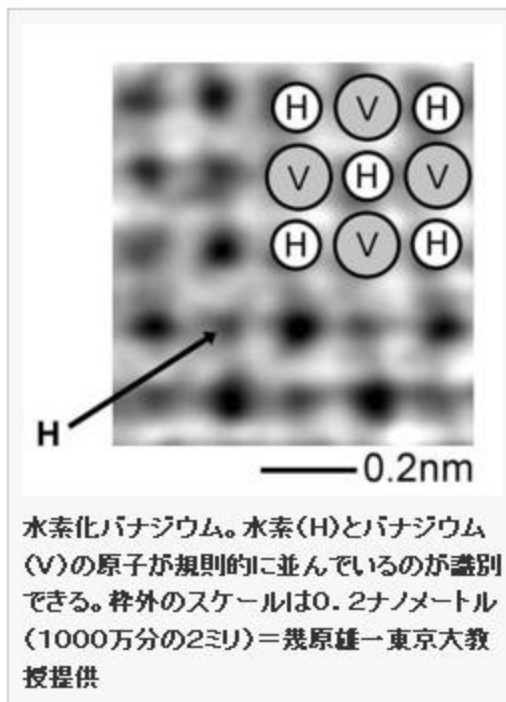 H V H
V H V
H V H
H
0.2nm
水素化バナジウム。水素(H)とバナジウム
(V)の原子が規則的に並んでいるのが識別
できる。枠外のスケールは0.2ナノメートル
(1000万分の2ミリ)=幾原雄一東京大教
授提供